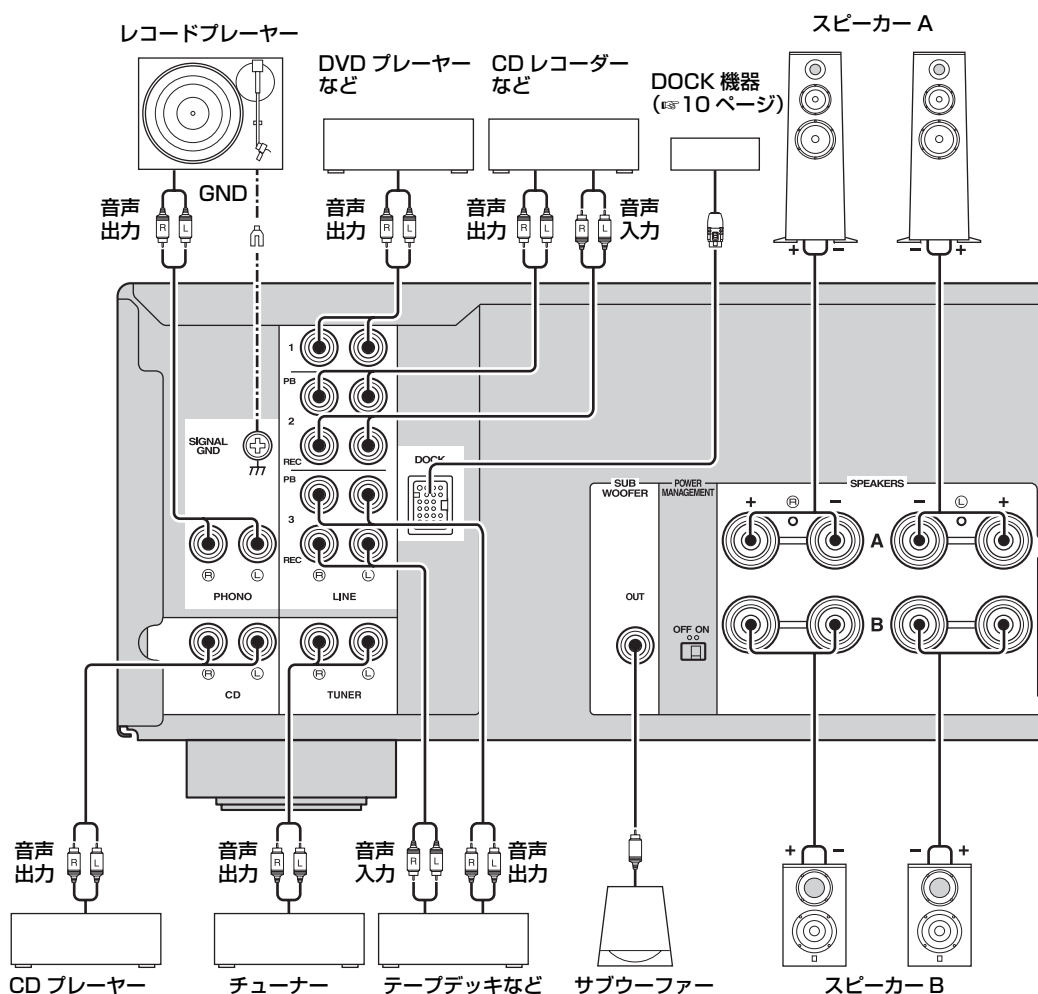 スピーカー A
レコードプレーヤー
DVD プレーヤー
など
CD レコーダー
など
DOCK 機器
(☞10 ページ)
GND
音声
出力
R L
音声
出力
R L
音声
出力
R L
音声
入力
R L
+ −
− +
1
PB
2
REC
SIGNAL
GND
DOCK
PB
3
REC
Ⓡ Ⓛ
PHONO
Ⓡ Ⓛ
LINE
Ⓡ Ⓛ
CD
Ⓡ Ⓛ
TUNER
SUB
WOOFER
OUT
POWER
MANAGEMENT
OFF ON
SPEAKERS
+ Ⓡ − − Ⓛ +
A
B
音声
出力
R L
音声
出力
R L
音声
入力
R L
音声
出力
R L
+ −
− +
CD プレーヤー
チューナー
テープデッキなど
サブウーファー
スピーカー B